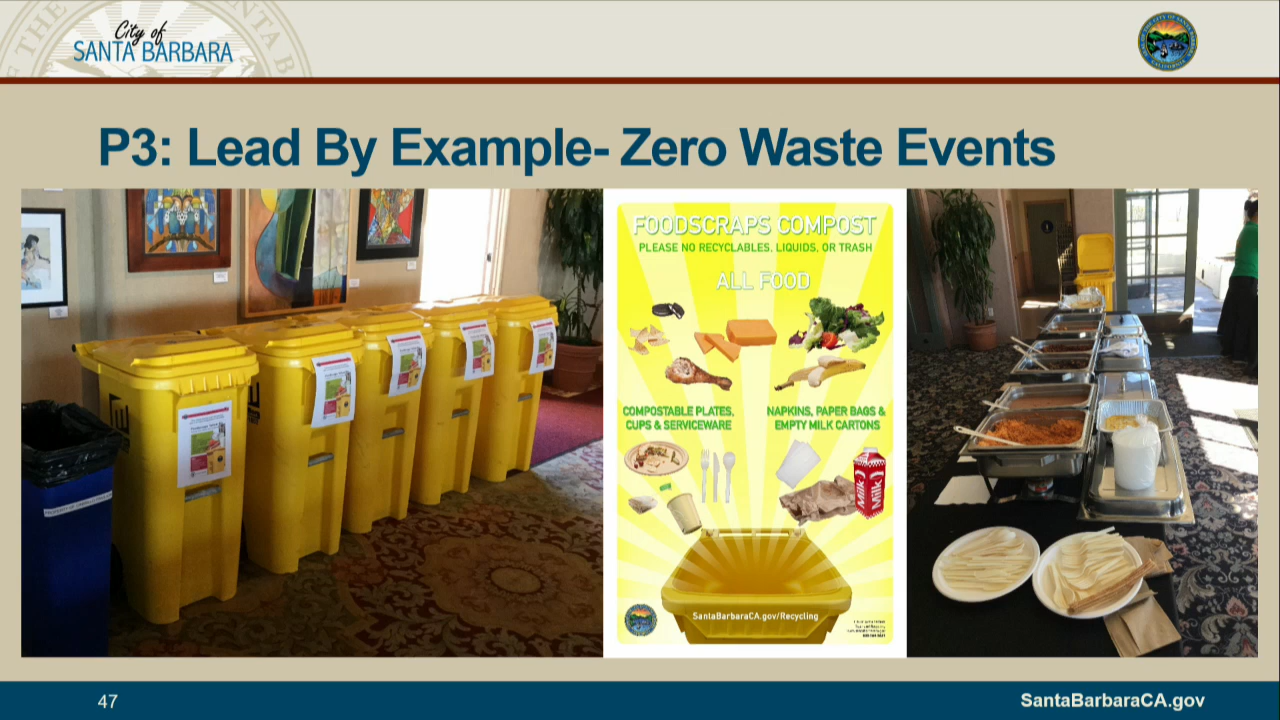 City of
SANTA BARBARA
P3: Lead By Example- Zero Waste Events
FOODSCRAPS COMPOST
PLEASE NO RECYCLABLES, LIQUIDS, OR TRASH
ALL FOOD
COMPOSTABLE PLATES,
CUPS & SERVICEWARE
NAPKINS, PAPER BAGS &
EMPTY MILK CARTONS
Milk
Milk
SantaBarbaraCA.gov/Recycling
47
SantaBarbaraCA.gov